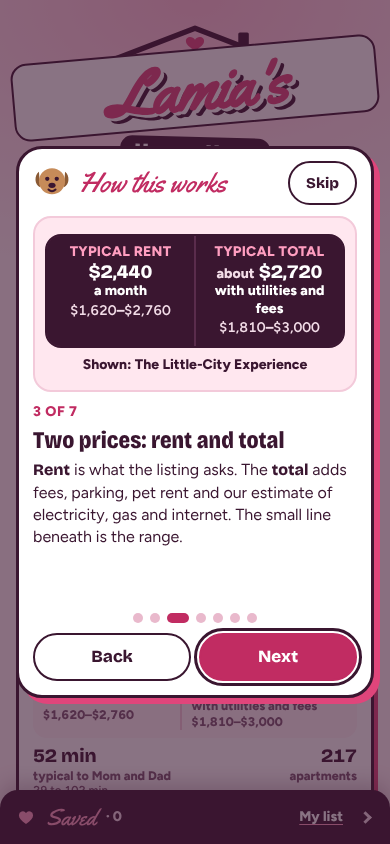 Lamia's
How this works
Skip
TYPICAL RENT
$2,440
a month
$1,620–$2,760
TYPICAL TOTAL
about $2,720
with utilities and
fees
$1,810–$3,000
Shown: The Little-City Experience
3 OF 7
Two prices: rent and total
Rent is what the listing asks. The total adds
fees, parking, pet rent and our estimate of
electricity, gas and internet. The small line
beneath is the range.
Back
Next
with utilities and fees
$1,620–$2,760
$1,810–$3,000
52 min
217
typical to Mom and Dad
apartments
Saved · 0
My list